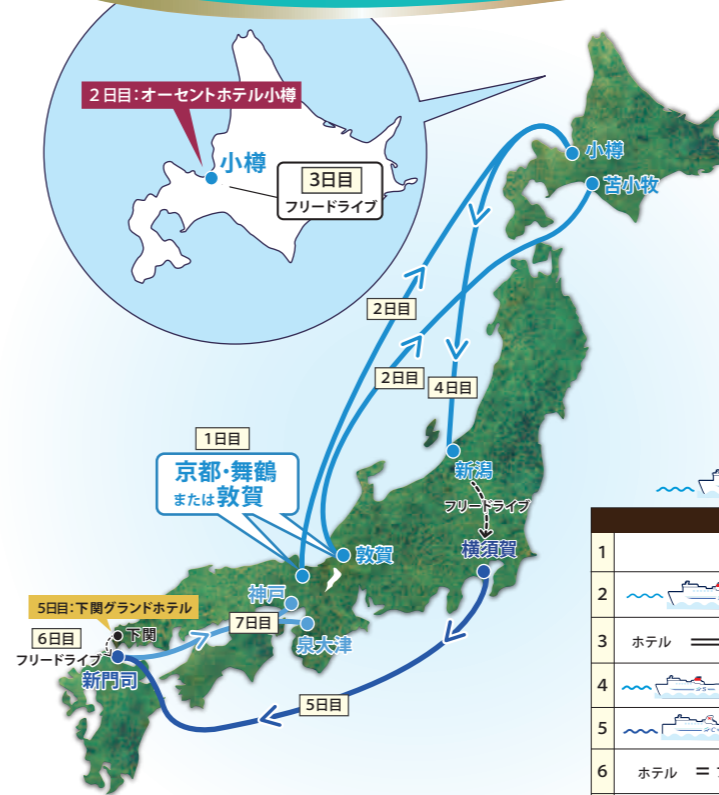 2日目：オーセントホテル小樽
小樽
3日目
フリードライブ
小樽
苫小牧
2日目
2日目
4日目
1日目
京都・舞鶴
または敦賀
新潟
フリードライブ
敦賀
横須賀
神戸
5日目：下関グランドホテル
7日目
泉大津
6日目
下関
フリードライブ
新門司
5日目
1
2
3 ホテル
4
5
6 ホテル =